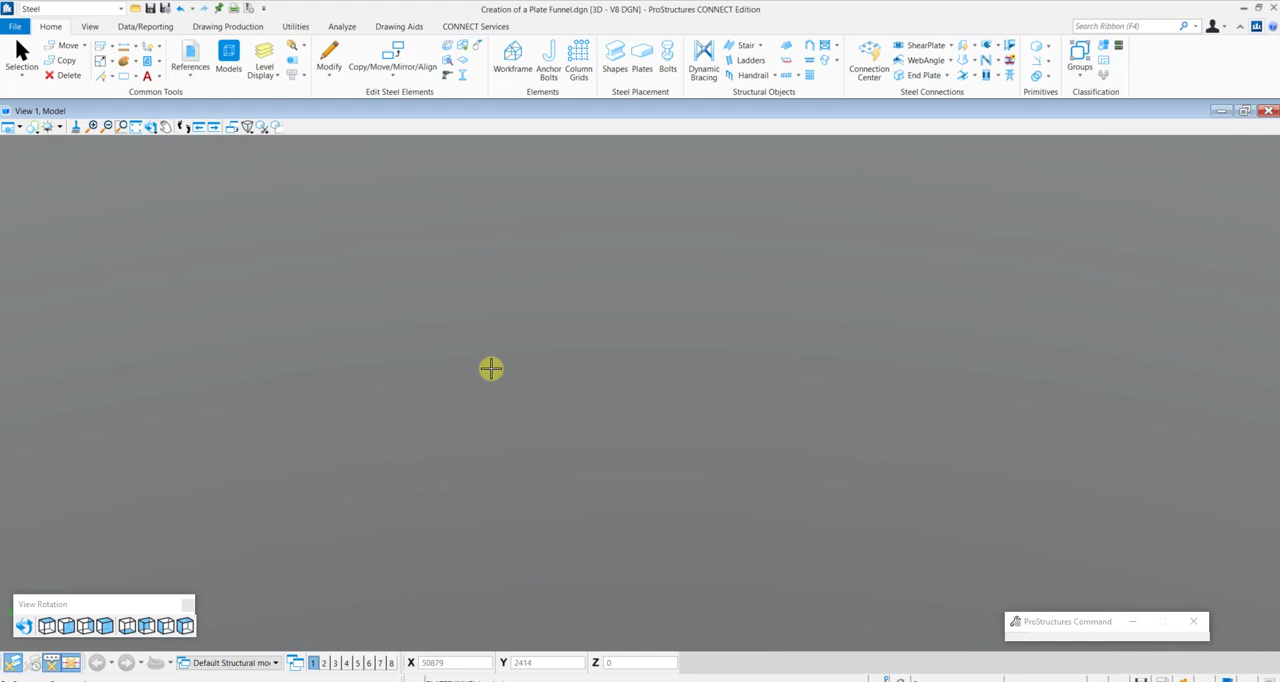 Steel
Creation of a Plate Funnel.dgn [3D - V8 DGN] - ProStructures CONNECT Edition
File Home View Data/Reporting Drawing Production Utilities Analyze Drawing Aids CONNECT Services
Search Ribbon (F4)
Selection Move Copy Delete
References Models Level Display
Modify Copy/Move/Mirror/Align
Workframe Anchor Bolts Column Grids
Shapes Plates Bolts
Dynamic Bracing Stair Ladders Handrail
Connection Center ShearPlate WebAngle End Plate
Groups
Common Tools Edit Steel Elements Elements Steel Placement Structural Objects Steel Connections Primitives Classification
View 1, Model
View Rotation
ProStructures Command
Default Structural mo
1 2 3 4 5 6 7 8
X 50879 Y 2414 Z 0